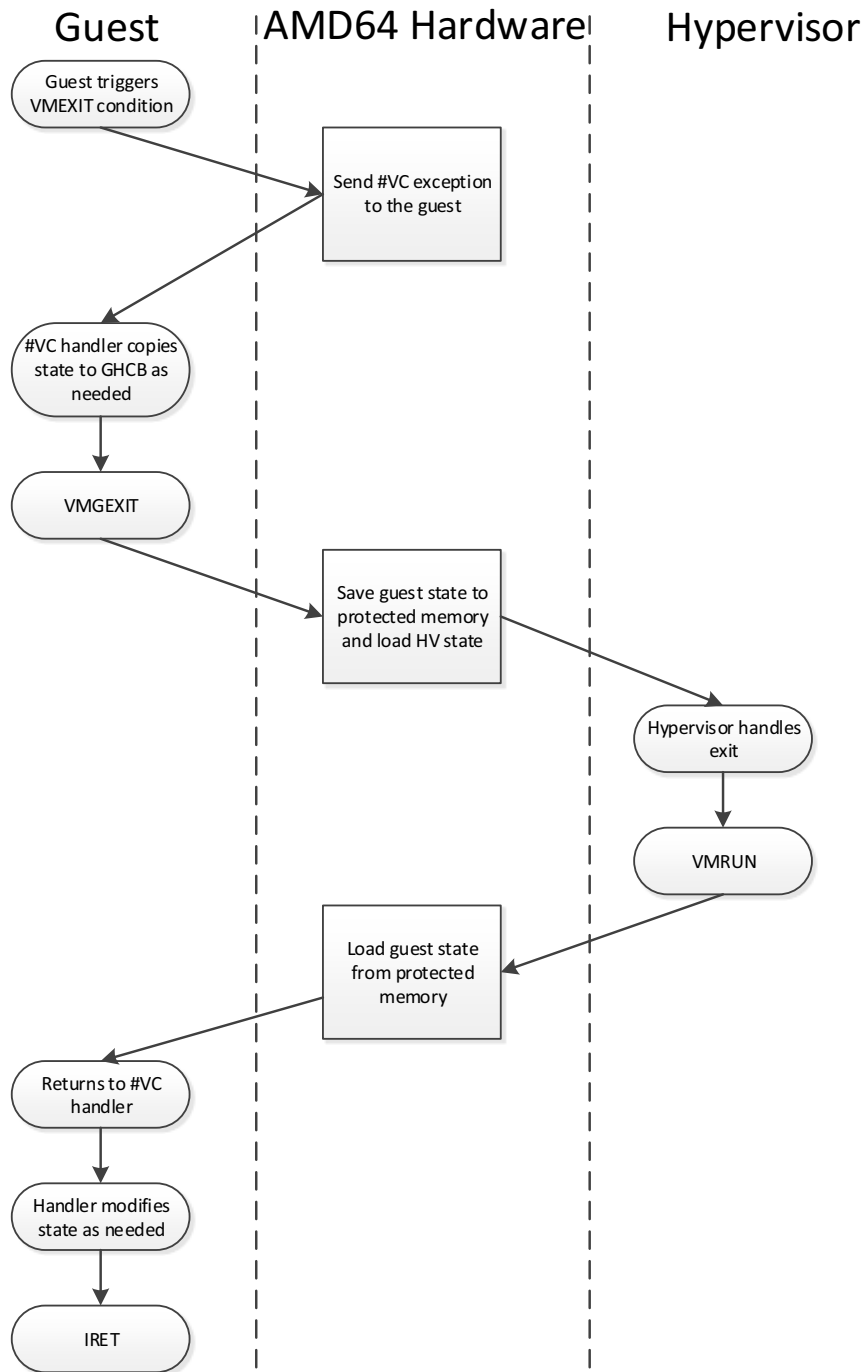 Guest
AMD64 Hardware
Hypervisor
Guest triggers
VMEXIT condition
Send #VC exception
to the guest
#VC handler copies
state to GHCB as
needed
VMGEXIT
Save guest state to
protected memory
and load HV state
Hypervisor handles
exit
VMRUN
Load guest state
from protected
memory
Returns to #VC
handler
Handler modifies
state as needed
IRET